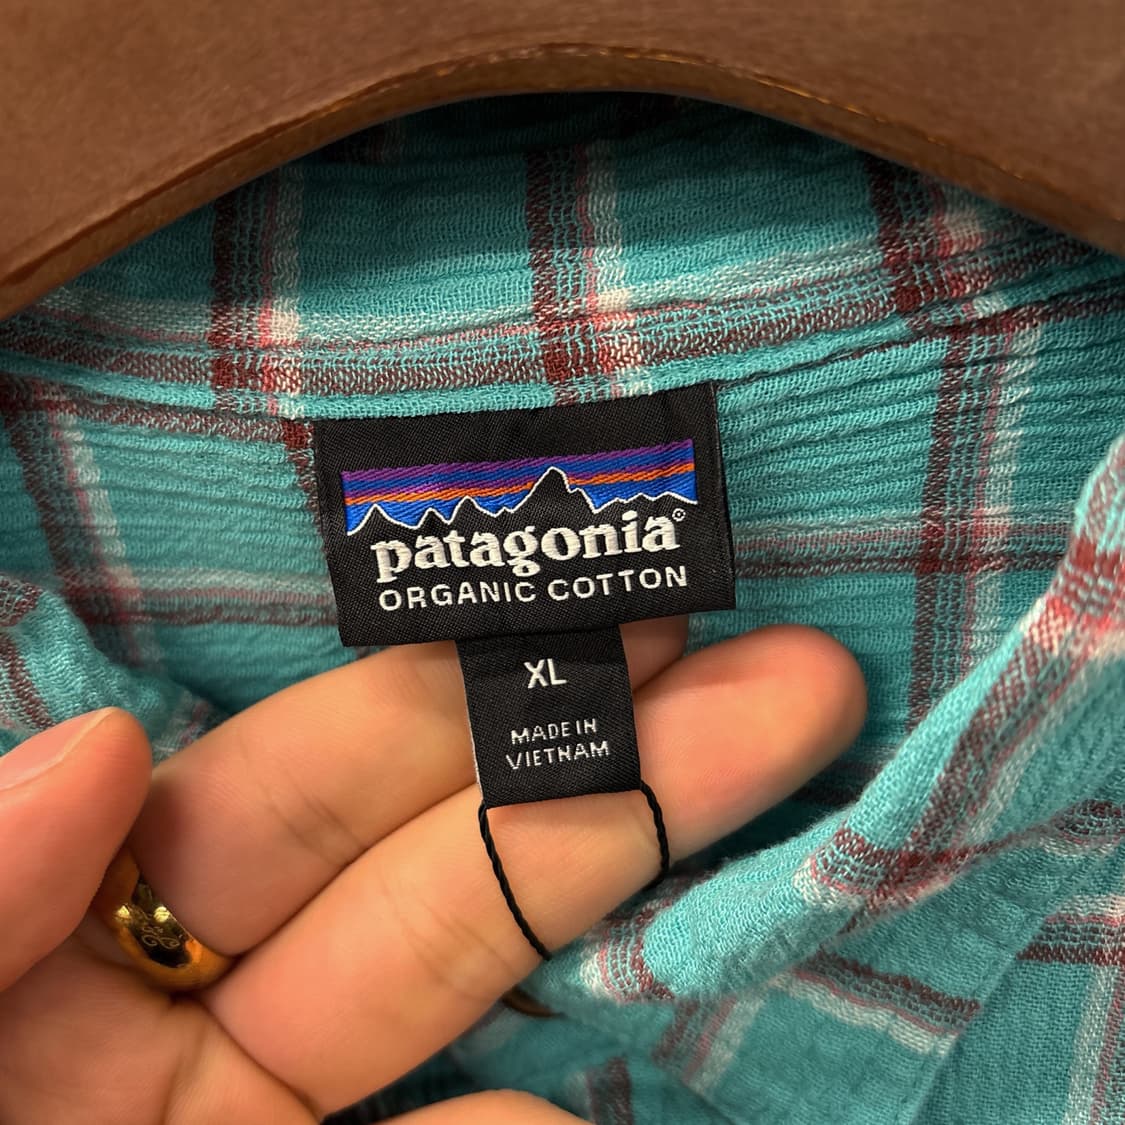 patagonia®
ORGANIC COTTON
XL
MADE IN
VIETNAM